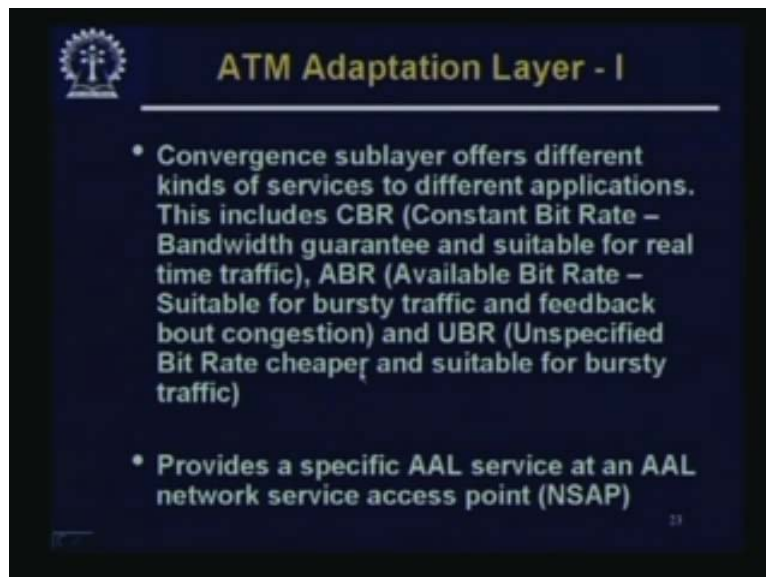 ATM Adaptation Layer - I
• Convergence sublayer offers different
kinds of services to different applications.
This includes CBR (Constant Bit Rate –
Bandwidth guarantee and suitable for real
time traffic), ABR (Available Bit Rate –
Suitable for bursty traffic and feedback
bout congestion) and UBR (Unspecified
Bit Rate cheaper and suitable for bursty
traffic)
• Provides a specific AAL service at an AAL
network service access point (NSAP)